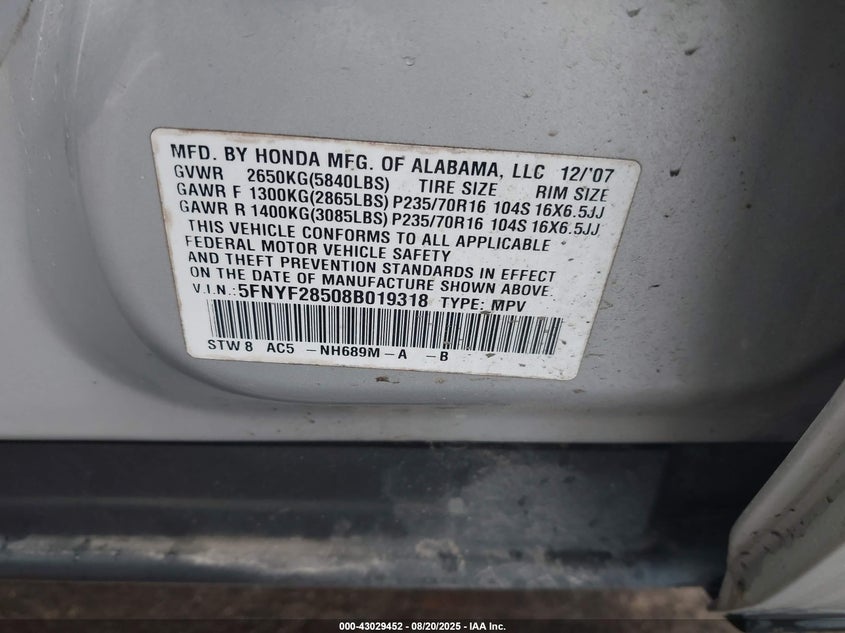 MFD. BY HONDA MFG. OF ALABAMA, LLC 12/'07
GVWR 2650KG(5840LBS) TIRE SIZE RIM SIZE
GAWR F 1300KG(2865LBS) P235/70R16 104S 16X6.5JJ
GAWR R 1400KG(3085LBS) P235/70R16 104S 16X6.5JJ
THIS VEHICLE CONFORMS TO ALL APPLICABLE
FEDERAL MOTOR VEHICLE SAFETY
AND THEFT PREVENTION STANDARDS IN EFFECT
ON THE DATE OF MANUFACTURE SHOWN ABOVE.
V.I.N.: 5FNYF28508B019318 TYPE: MPV
STW 8 AC5 -NH689M-A -B
000-43029452 - 08/20/2025 - IAA Inc.